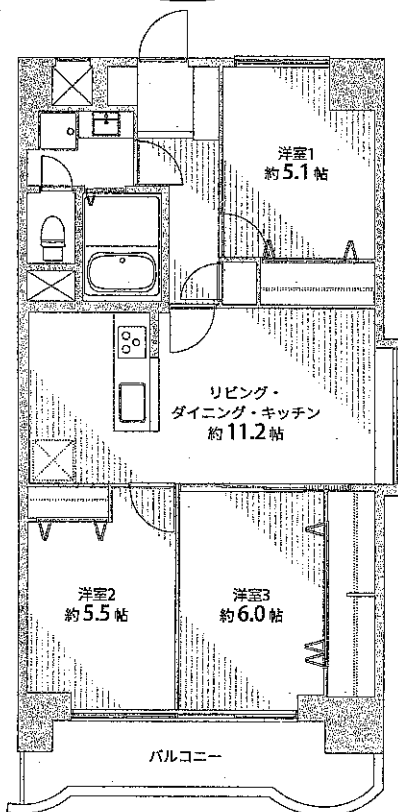 洋室1
約5.1帖
リビング・
ダイニング・キッチン
約11.2帖
洋室2
約5.5帖
洋室3
約6.0帖
バルコニー